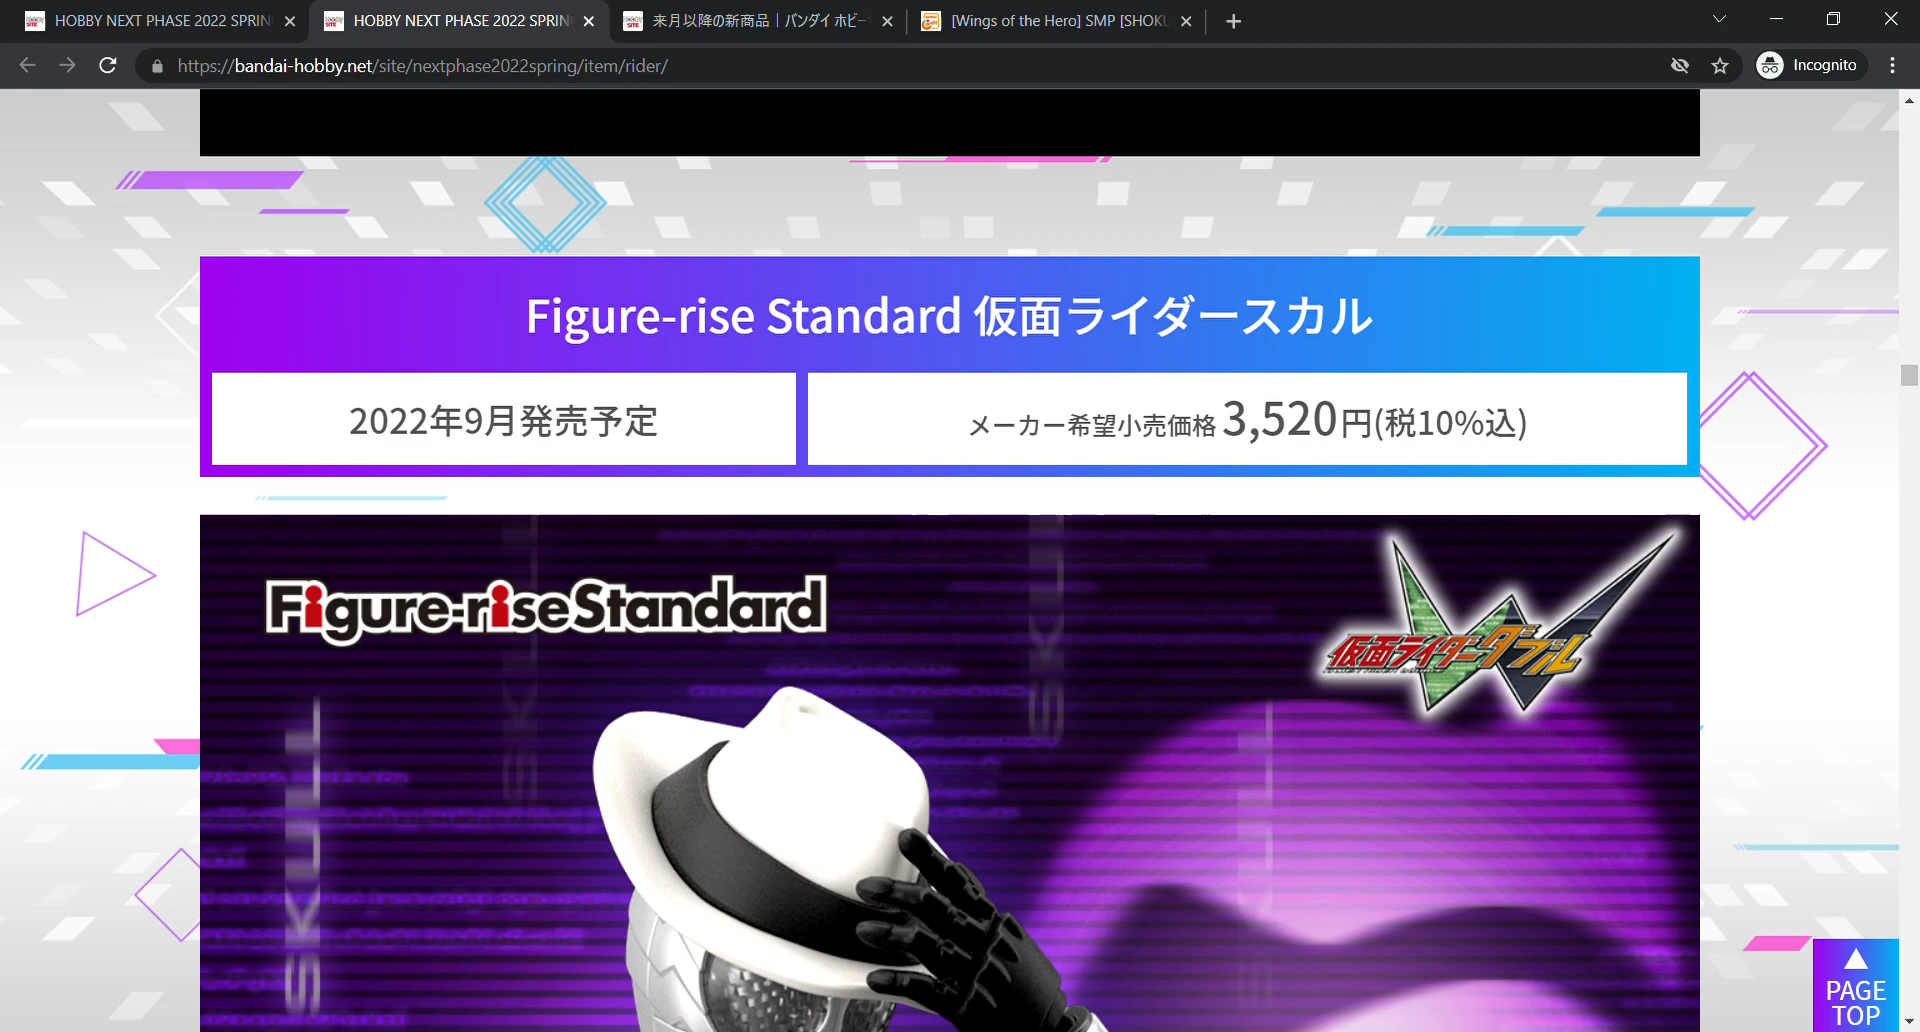 HOBBY NEXT PHASE 2022 SPRIN
HOBBY NEXT PHASE 2022 SPRIN
来月以降の新商品 | バンダイ ホビー
[Wings of the Hero] SMP [SHOKU
https://bandai-hobby.net/site/nextphase2022spring/item/rider/
Incognito
Figure-rise Standard 仮面ライダースカル
2022年9月発売予定
メーカー希望小売価格 3,520円(税10%込)
Figure-riseStandard
仮面ライダーダブル
SKULL
PAGE
TOP